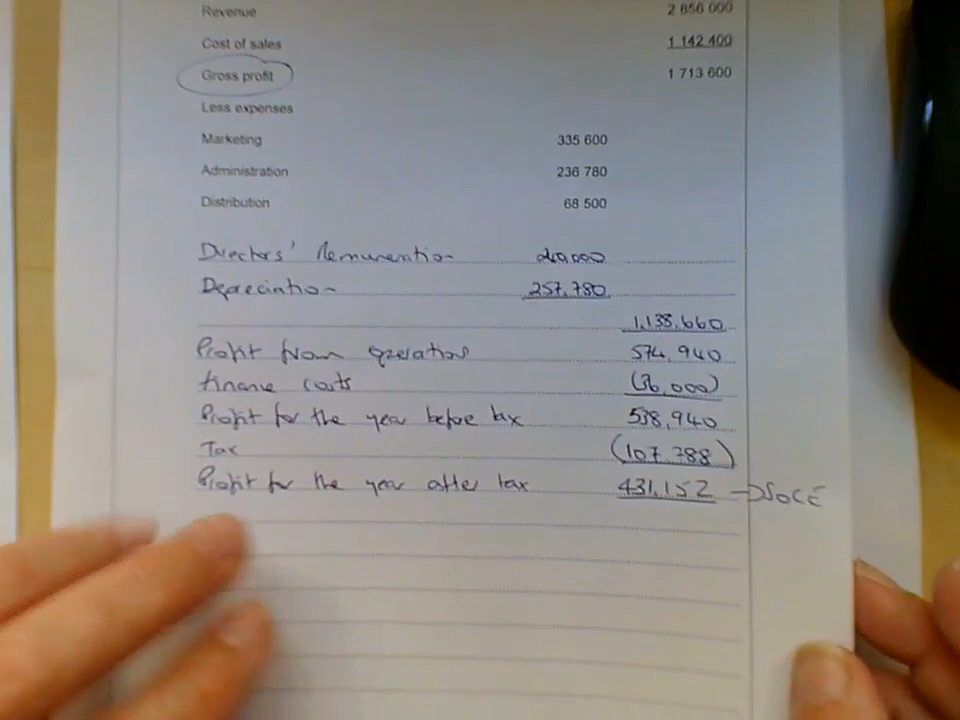 Revenue 2 856 000
Cost of sales 1 142 400
Gross profit 1 713 600
Less expenses
Marketing 335 600
Administration 236 780
Distribution 68 500
Directors' Remuneration 240,000
Depreciation 257,780
1,138,660
Profit from operations 574,940
Finance costs (36,000)
Profit for the year before tax 538,940
Tax (107,788)
Profit for the year after tax 431,152 → SOCE